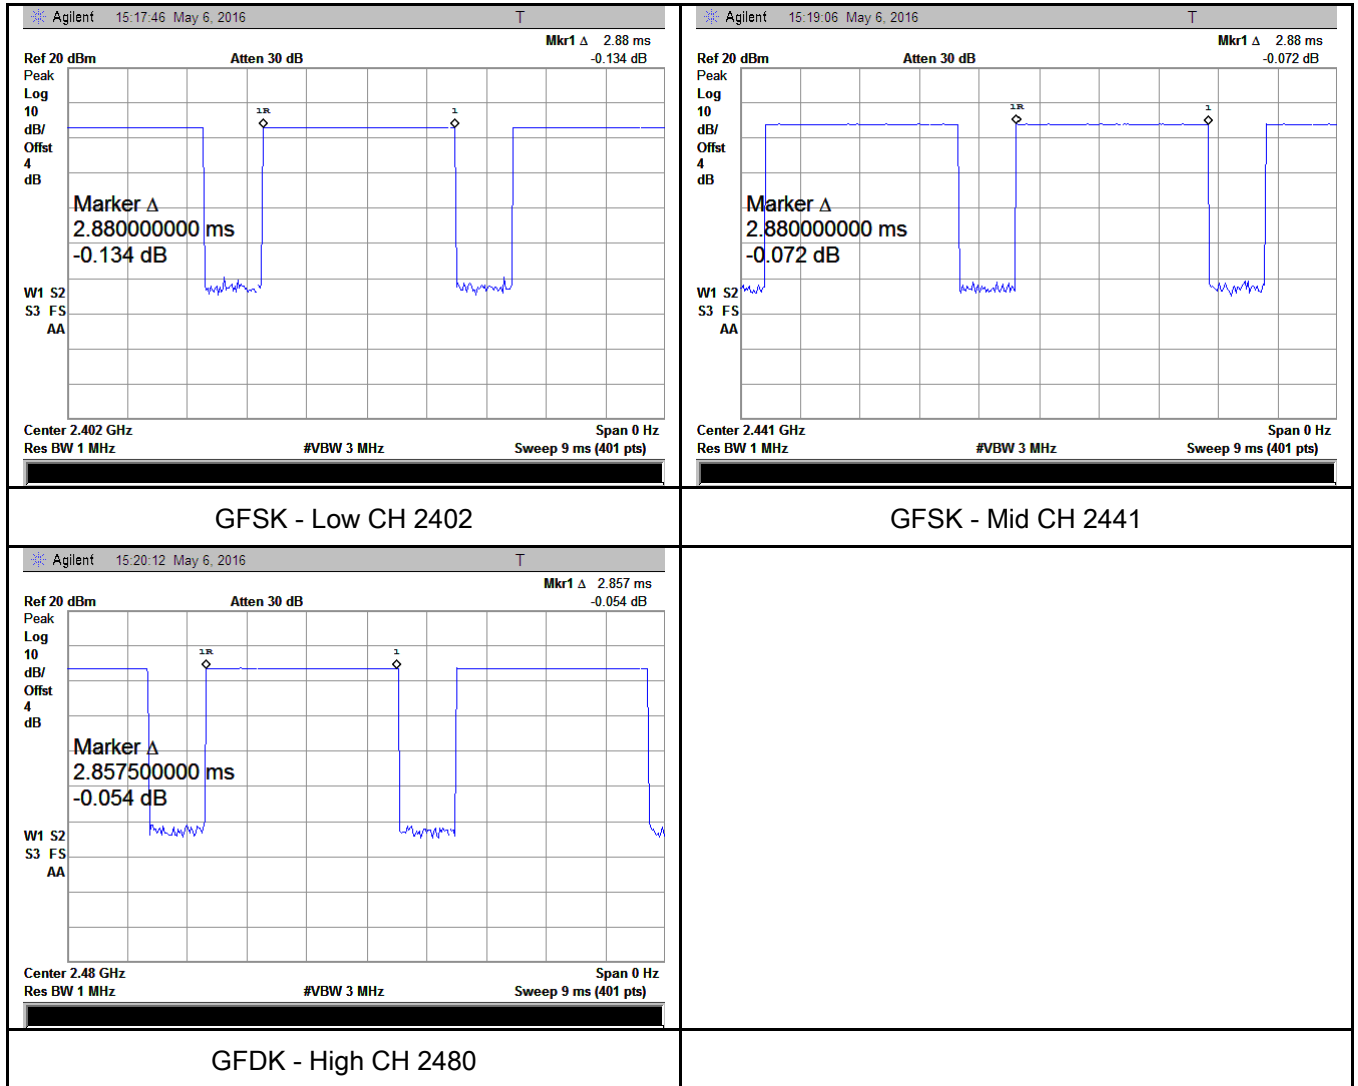 Agilent 15:17:46 May 6, 2016 T
Mkr1 Δ 2.88 ms
Ref 20 dBm Atten 30 dB -0.134 dB
Peak
Log
10
dB/
Offst
4
dB
1R 1
Marker Δ
2.880000000 ms
-0.134 dB
W1 S2
S3 FS
AA
Center 2.402 GHz Span 0 Hz
Res BW 1 MHz #VBW 3 MHz Sweep 9 ms (401 pts)
GFSK - Low CH 2402
Agilent 15:19:06 May 6, 2016 T
Mkr1 Δ 2.88 ms
Ref 20 dBm Atten 30 dB -0.072 dB
Peak
Log
10
dB/
Offst
4
dB
1R 1
Marker Δ
2.880000000 ms
-0.072 dB
W1 S2
S3 FS
AA
Center 2.441 GHz Span 0 Hz
Res BW 1 MHz #VBW 3 MHz Sweep 9 ms (401 pts)
GFSK - Mid CH 2441
Agilent 15:20:12 May 6, 2016 T
Mkr1 Δ 2.857 ms
Ref 20 dBm Atten 30 dB -0.054 dB
Peak
Log
10
dB/
Offst
4
dB
1R 1
Marker Δ
2.857500000 ms
-0.054 dB
W1 S2
S3 FS
AA
Center 2.48 GHz Span 0 Hz
Res BW 1 MHz #VBW 3 MHz Sweep 9 ms (401 pts)
GFDK - High CH 2480